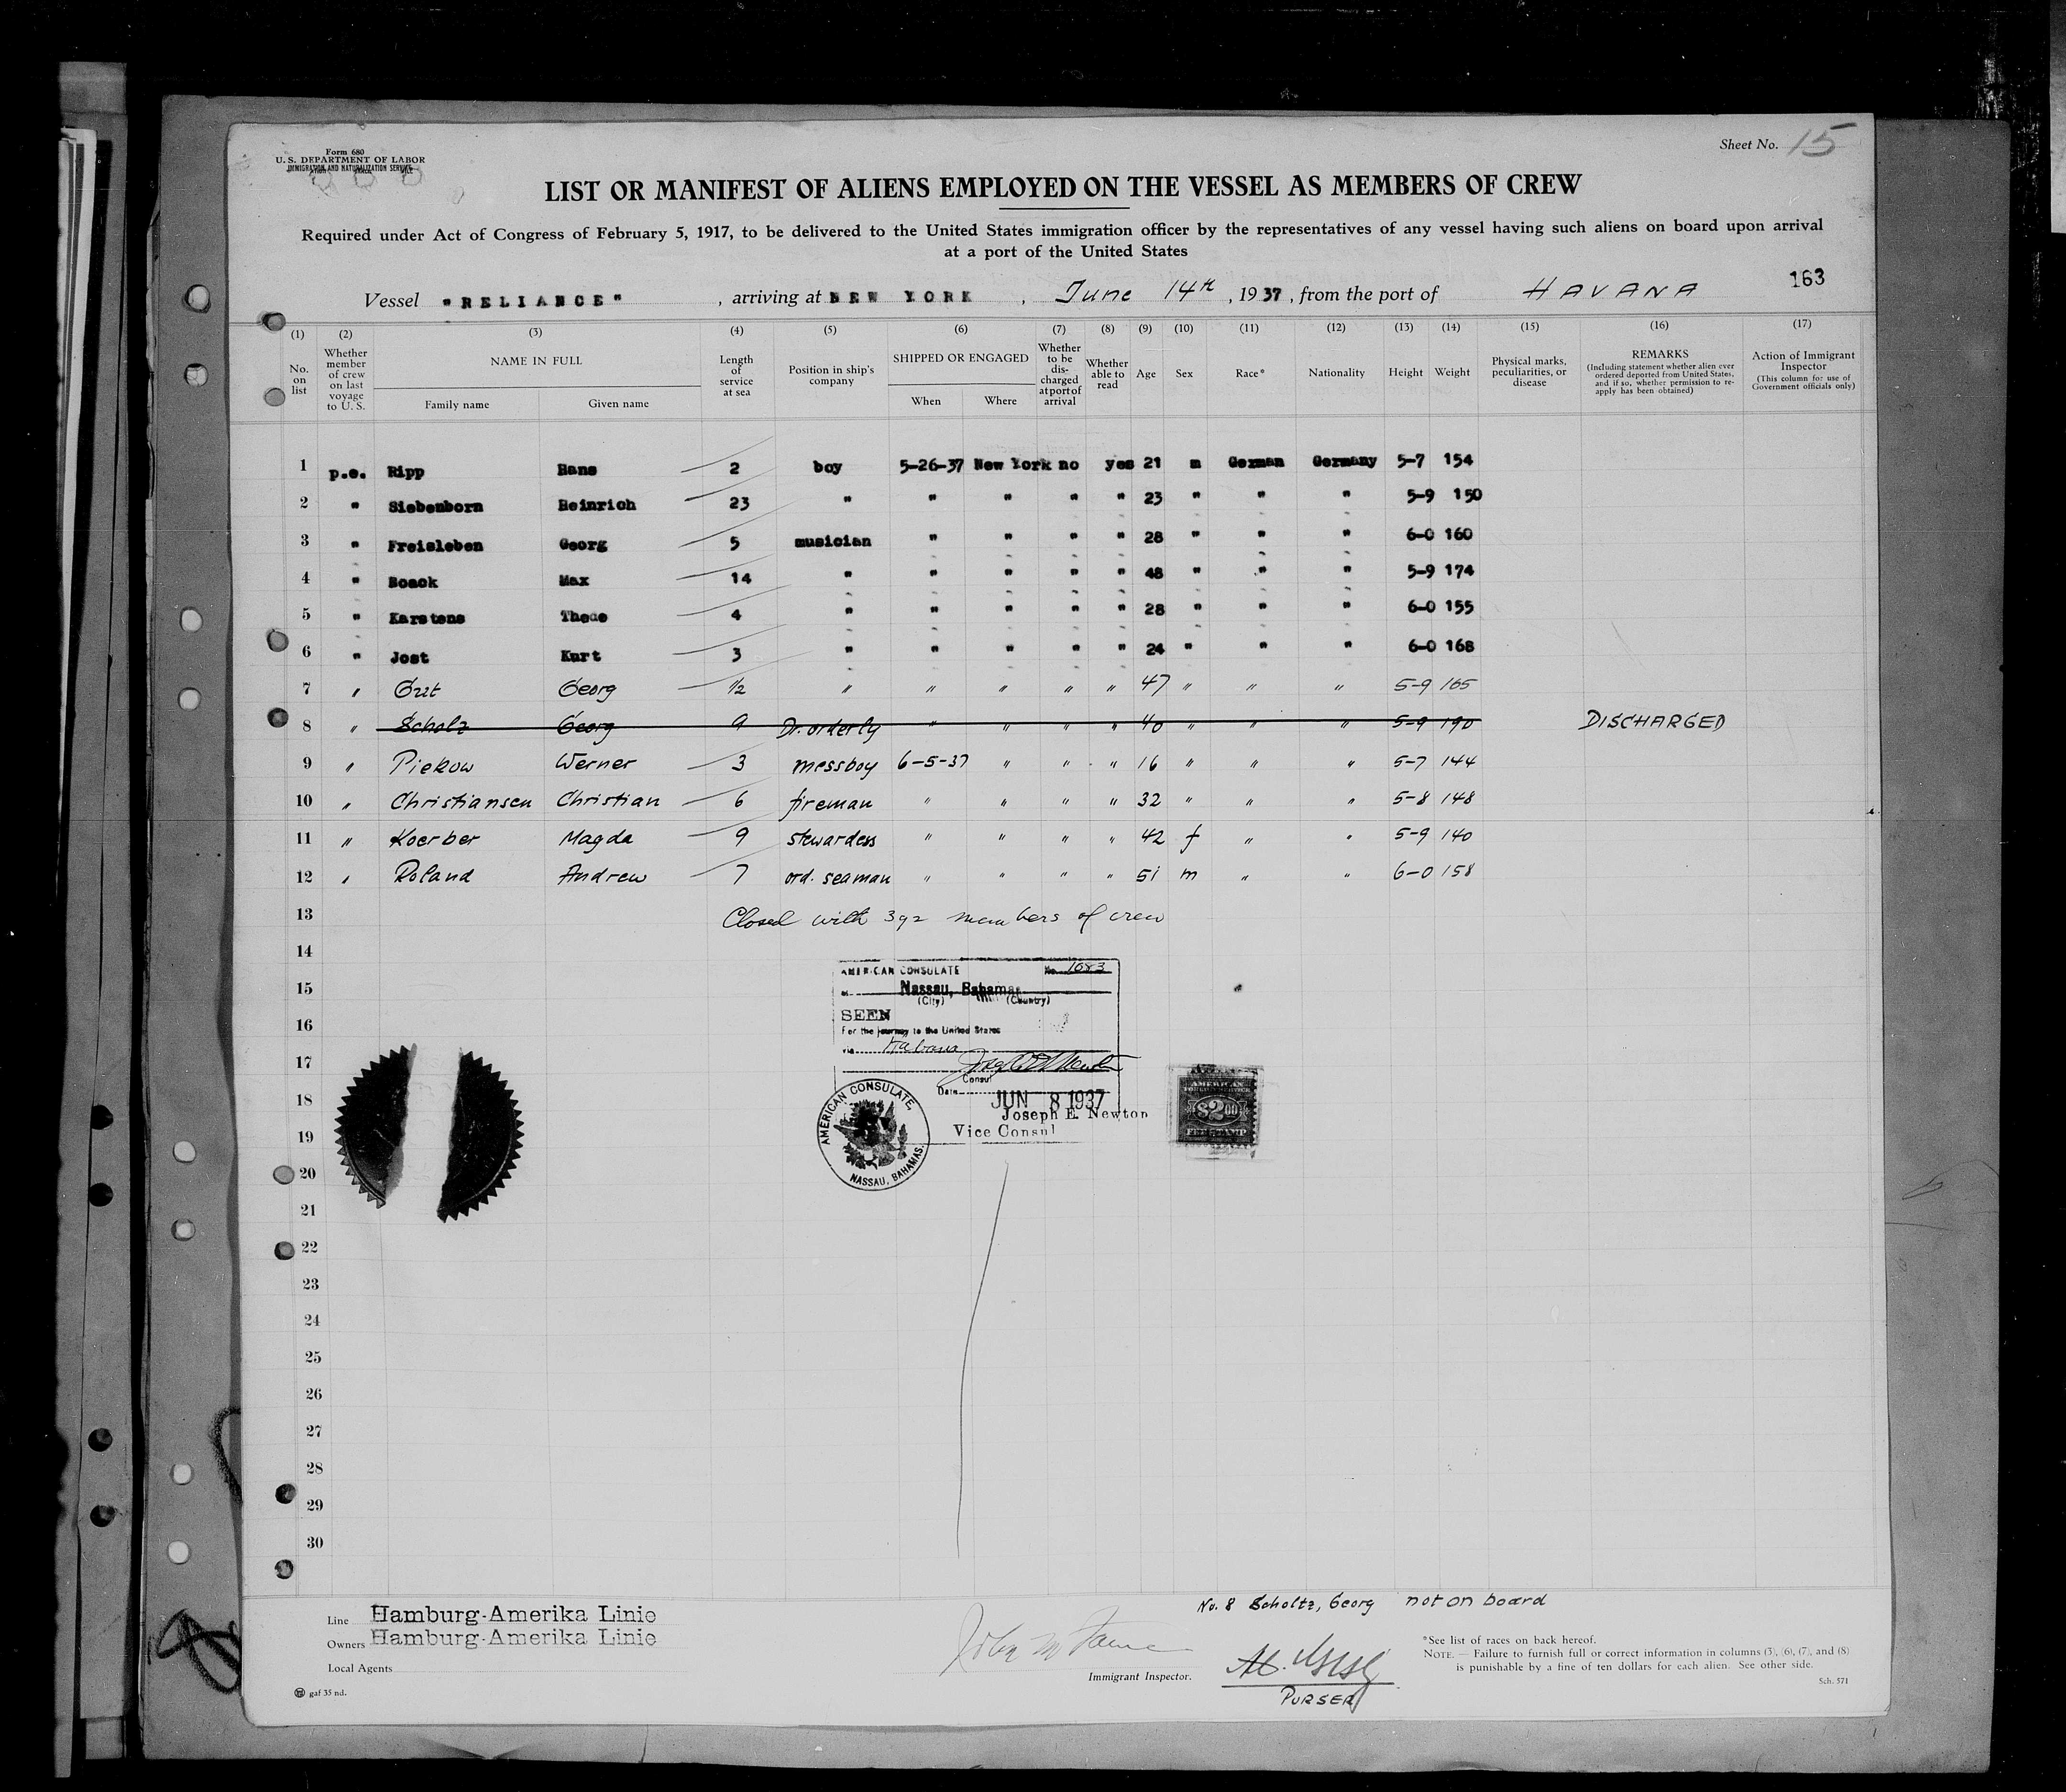 Form 680
U. S. DEPARTMENT OF LABOR
IMMIGRATION AND NATURALIZATION SERVICE
Sheet No. 15
LIST OR MANIFEST OF ALIENS EMPLOYED ON THE VESSEL AS MEMBERS OF CREW
Required under Act of Congress of February 5, 1917, to be delivered to the United States immigration officer by the representatives of any vessel having such aliens on board upon arrival
at a port of the United States
163
Vessel "RELIANCE", arriving at NEW YORK, June 14th, 1937, from the port of HAVANA
(1) (2) (3) (4) (5) (6) (7) (8) (9) (10) (11) (12) (13) (14) (15) (16) (17)
No. on list
Whether member of crew on last voyage to U. S.
NAME IN FULL
Family name
Given name
Length of service at sea
Position in ship's company
SHIPPED OR ENGAGED
When
Where
Whether to be discharged at port of arrival
Whether able to read
Age
Sex
Race*
Nationality
Height
Weight
Physical marks, peculiarities, or disease
REMARKS
(Including statement whether alien ever ordered deported from United States, and if so, whether permission to reapply has been obtained)
Action of Immigrant Inspector
(This column for use of Government officials only)
1 p.e. Ripp Hans 2 boy 5-26-37 New York no yes 21 m German Germany 5-7 154
2 " Siebenborn Heinrich 23 " " " " " 23 " " " 5-9 150
3 " Freisleben Georg 5 musician " " " " 28 " " " 6-0 160
4 " Noack Max 14 " " " " " 48 " " " 5-9 174
5 " Karstens Thede 4 " " " " " 28 " " " 6-0 155
6 " Jost Kurt 3 " " " " " 24 " " " 6-0 168
7 " Gut Georg 1/2 " " " " " 47 " " " 5-9 165
8 " Scholz Georg 9 Dr. orderly " " " " 40 " " " 5-9 190 DISCHARGED
9 " Piekow Werner 3 messboy 6-5-37 " " " 16 " " " 5-7 144
10 " Christiansen Christian 6 fireman " " " " 32 " " " 5-8 148
11 " Koerber Magda 9 stewardess " " " " 42 f " " 5-9 140
12 " Roland Andrew 7 ord. seaman " " " " 51 m " " 6-0 158
13 Closed with 392 members of crew
14
15
16
17
18
19
20
21
22
23
24
25
26
27
28
29
30
AMERICAN CONSULATE No. 1083
at Nassau, Bahamas
(City) (Country)
SEEN
For the journey to the United States
via Habana
Consul
Date JUN 8 1937
Joseph E. Newton
Vice Consul
AMERICAN CONSULATE, NASSAU, BAHAMAS.
AMERICAN
FOREIGN SERVICE
$2.00
FEE STAMP
No. 8 Scholtz, Georg not on board
Line Hamburg-Amerika Linie
Owners Hamburg-Amerika Linie
Local Agents
Immigrant Inspector.
PURSER
*See list of races on back hereof.
NOTE. — Failure to furnish full or correct information in columns (3), (6), (7), and (8)
is punishable by a fine of ten dollars for each alien. See other side.
Sch. 571
gaf 35 nd.